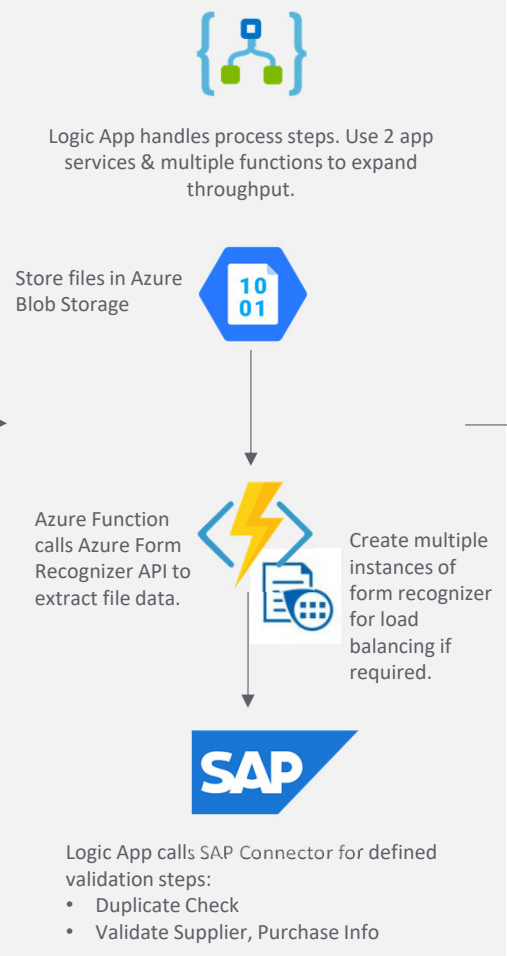 Logic App handles process steps. Use 2 app
services & multiple functions to expand
throughput.
Store files in Azure
Blob Storage
10
01
Azure Function
calls Azure Form
Recognizer API to
extract file data.
Create multiple
instances of
form recognizer
for load
balancing if
required.
SAP
Logic App calls SAP Connector for defined
validation steps:
• Duplicate Check
• Validate Supplier, Purchase Info